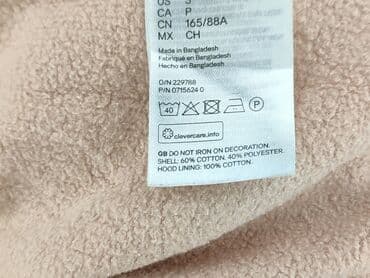 US S
CA P
CN 165/88A
MX CH
Made in Bangladesh
Fabriqué en Bangladesh
Hecho en Bangladesh
O/N 229788
P/N 0715624 0
40
P
clevercare.info
GB DO NOT IRON ON DECORATION.
SHELL: 60% COTTON, 40% POLYESTER.
HOOD LINING: 100% COTTON.